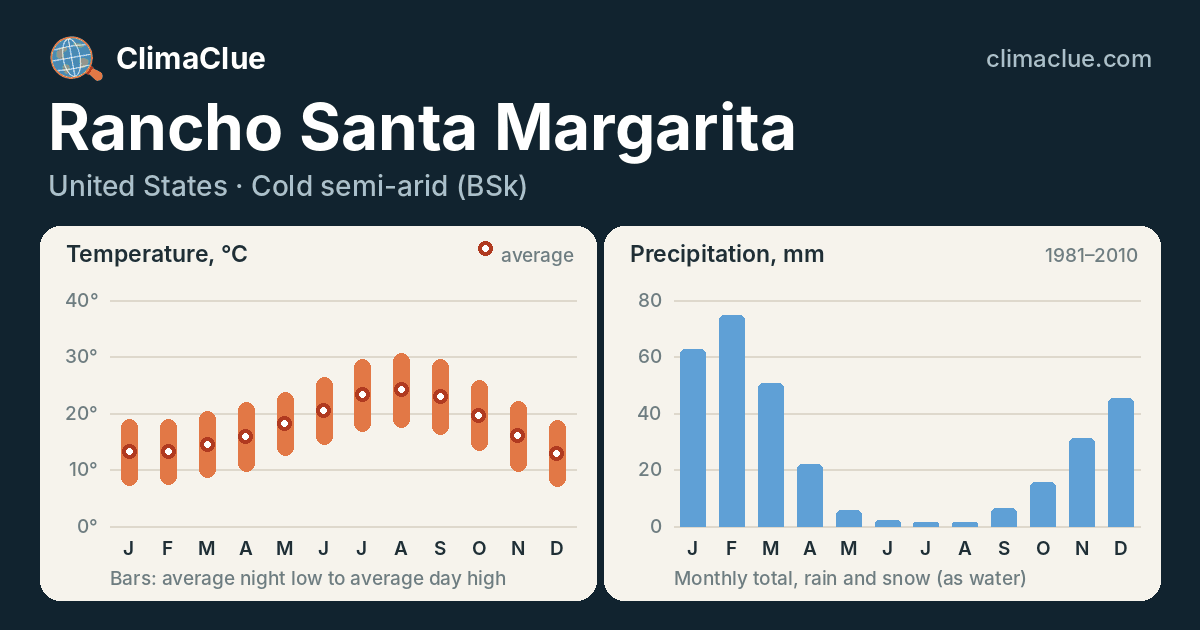 ClimaClue
climaclue.com
Rancho Santa Margarita
United States · Cold semi-arid (BSk)
Temperature, °C
average
40°
30°
20°
10°
0°
J F M A M J J A S O N D
Bars: average night low to average day high
Precipitation, mm
1981–2010
80
60
40
20
0
J F M A M J J A S O N D
Monthly total, rain and snow (as water)